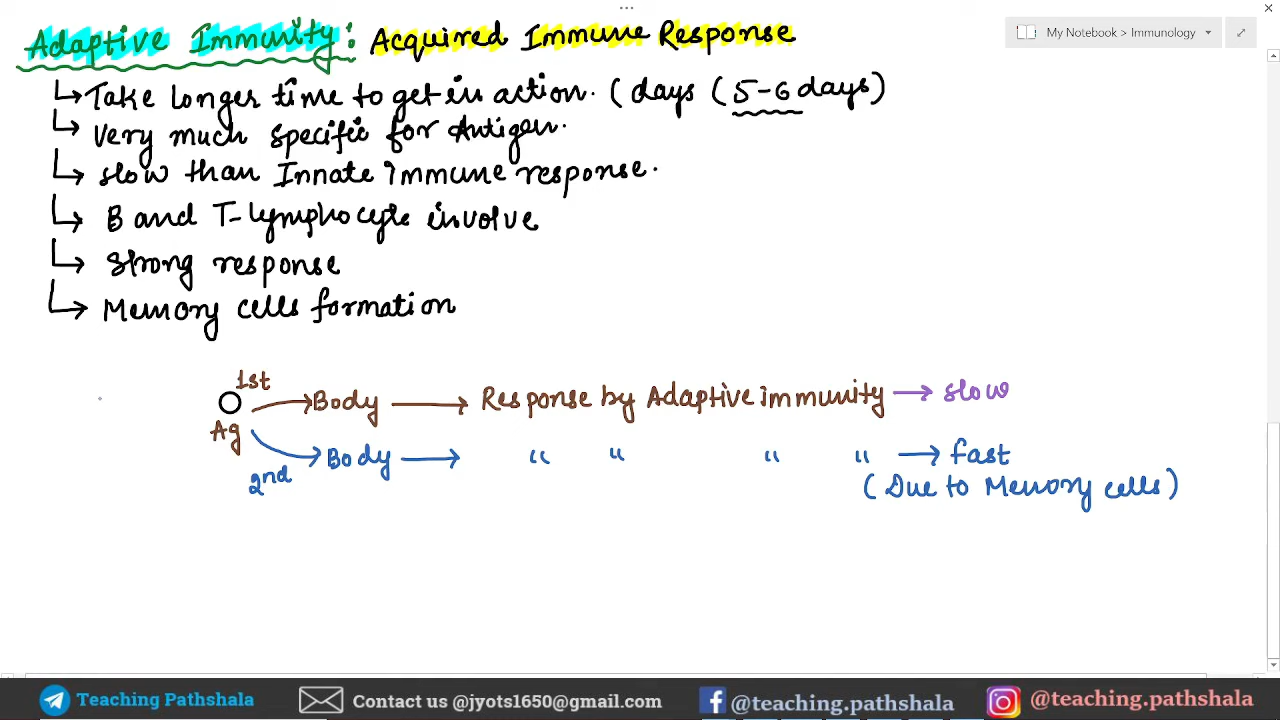 Adaptive Immunity: Acquired Immune Response
My Notebook > Immunology
↳ Take longer time to get in action. (days (5-6 days)
↳ Very much specific for Antigen.
↳ slow than Innate immune response.
↳ B and T-lymphocyte involve
↳ Strong response
↳ Memory cells formation
1st
Body → Response by Adaptive immunity → slow
Ag
2nd Body → " " " " → fast
(Due to Memory cells)
Teaching Pathshala Contact us @jyots1650@gmail.com @teaching.pathshala @teaching.pathshala